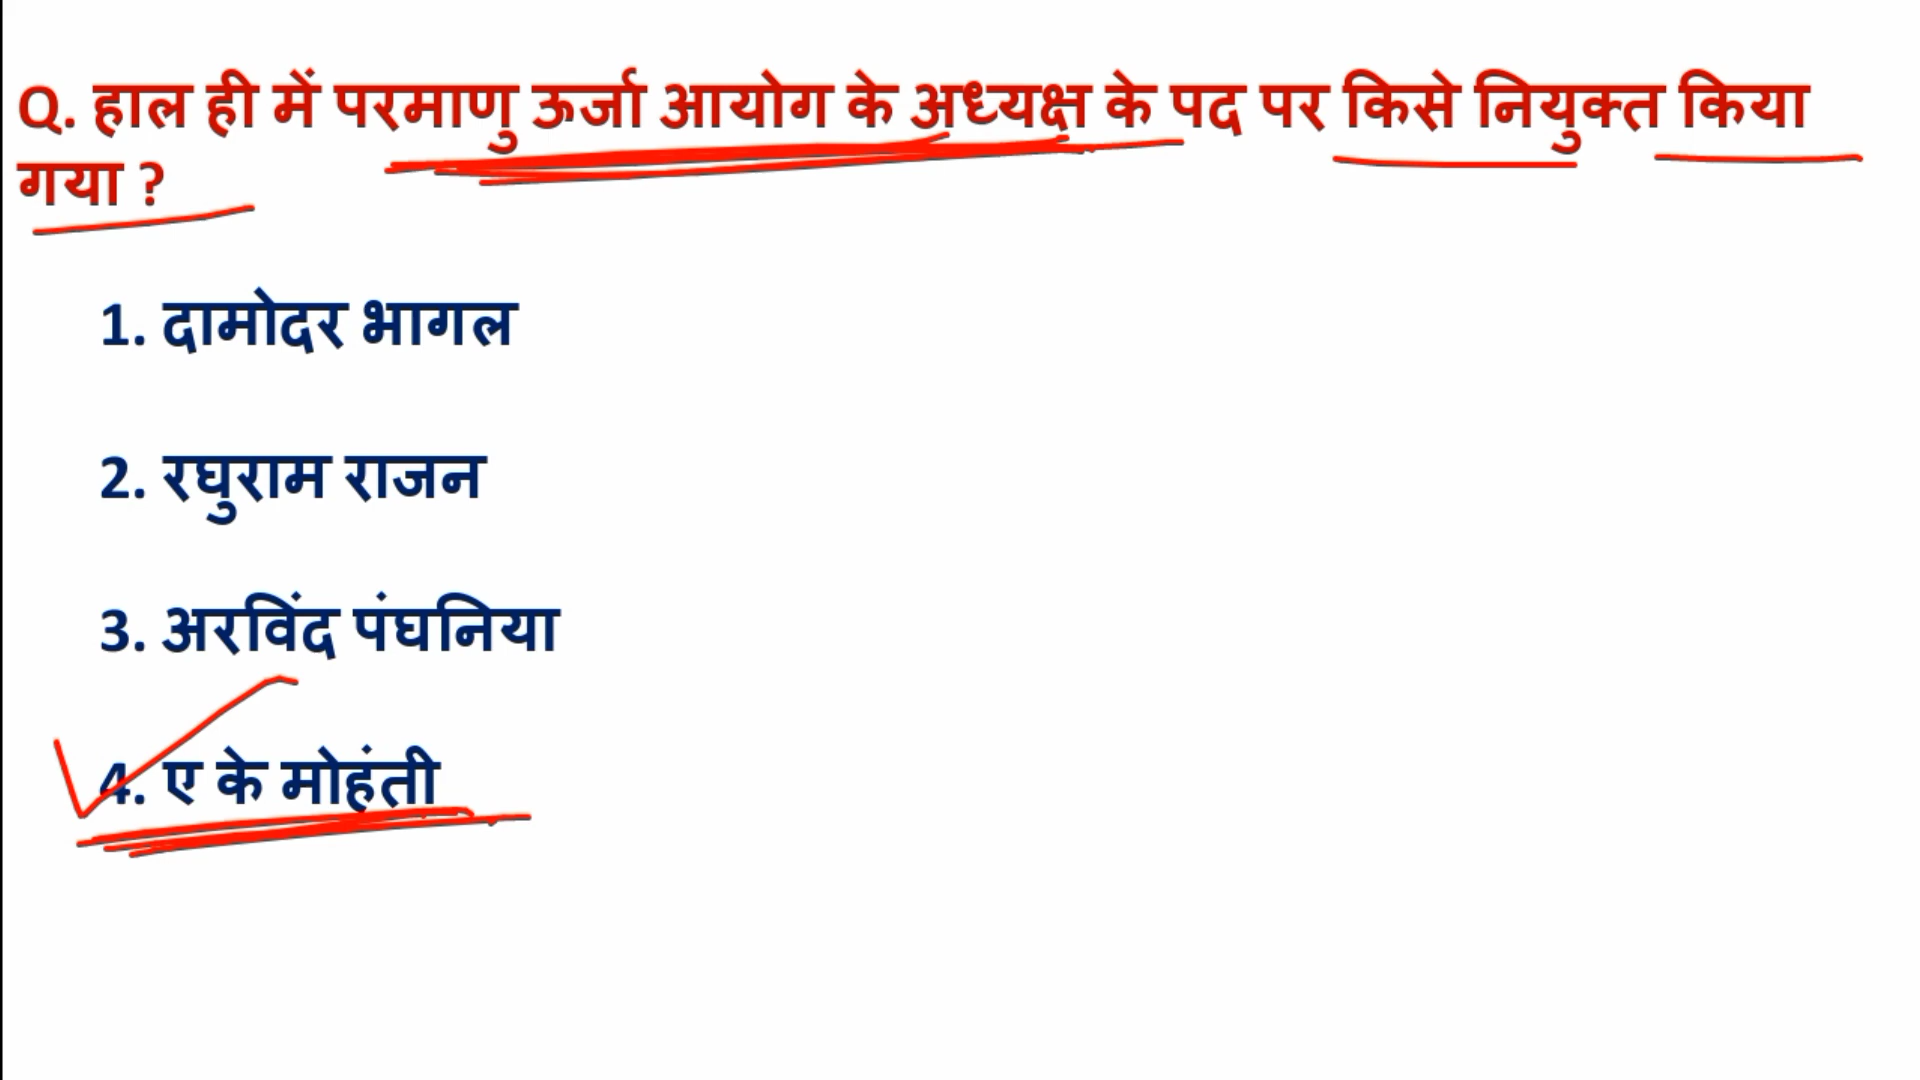 Q. हाल ही में परमाणु ऊर्जा आयोग के अध्यक्ष के पद पर किसे नियुक्त किया
गया ?
1. दामोदर भागल
2. रघुराम राजन
3. अरविंद पंघनिया
4. ए के मोहंती